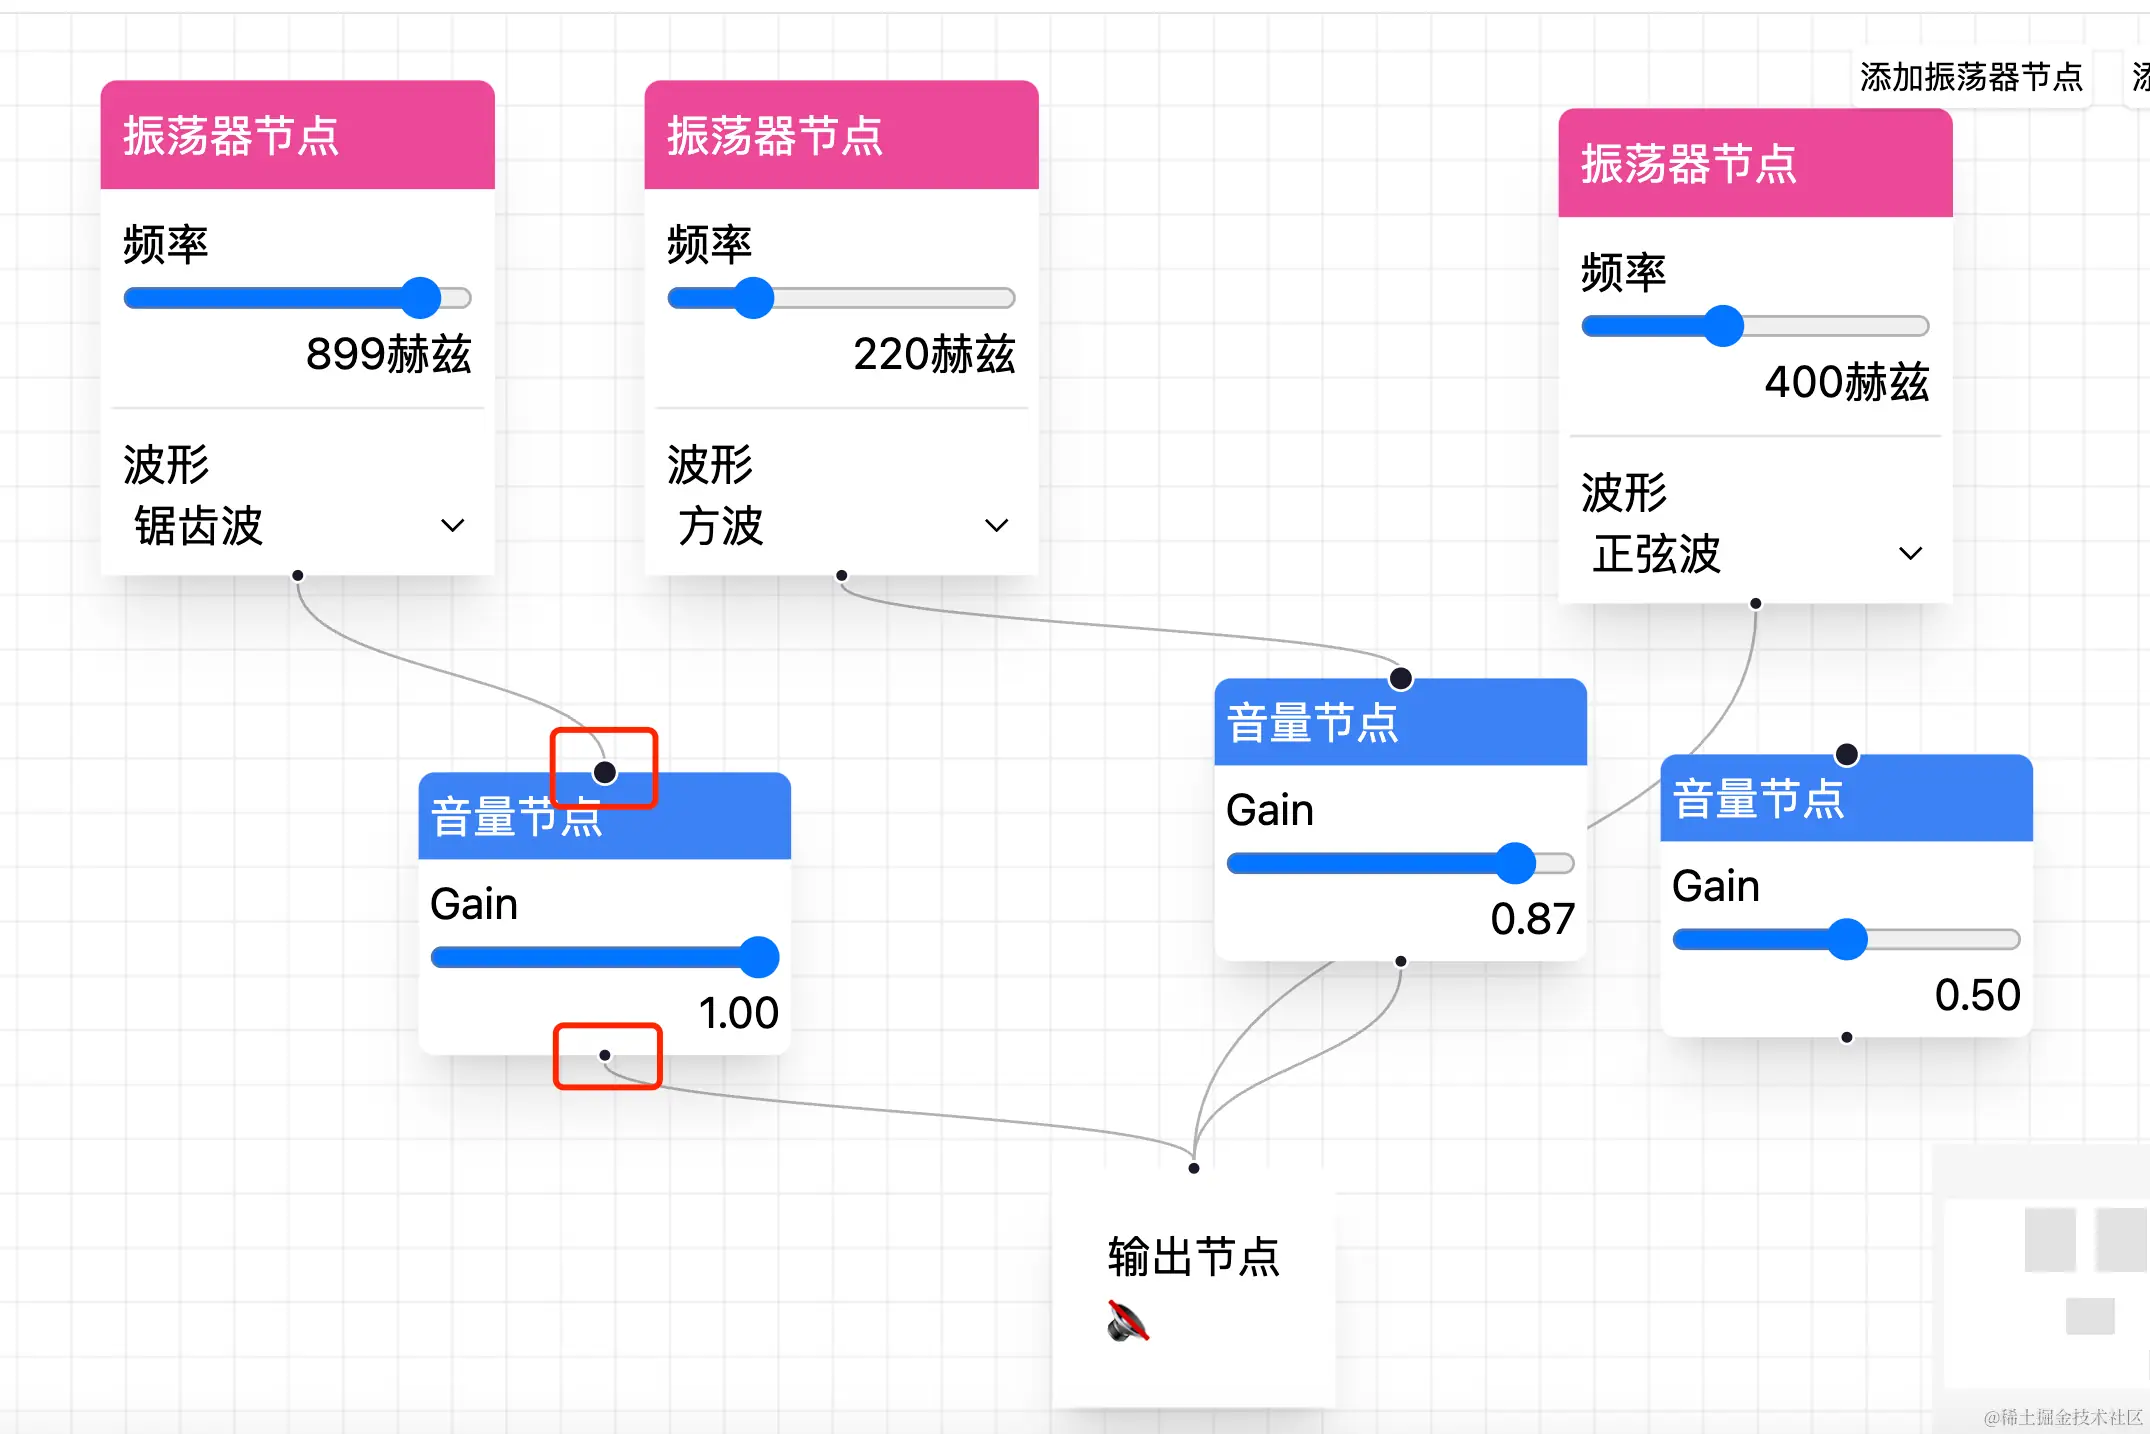 添加振荡器节点
振荡器节点
频率
899赫兹
波形
锯齿波
振荡器节点
频率
220赫兹
波形
方波
振荡器节点
频率
400赫兹
波形
正弦波
音量节点
Gain
1.00
音量节点
Gain
0.87
音量节点
Gain
0.50
输出节点
@稀土掘金技术社区